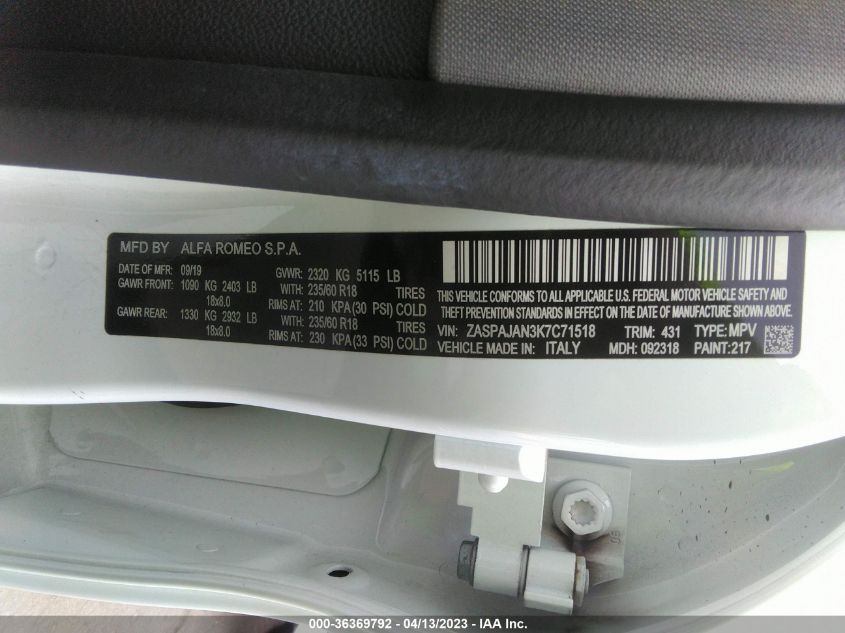 MFD BY ALFA ROMEO S.P.A.
DATE OF MFR: 09/19 GVWR: 2320 KG 5115 LB
GAWR FRONT: 1090 KG 2403 LB WITH: 235/60 R18 TIRES
18x8.0 RIMS AT: 210 KPA (30 PSI) COLD
GAWR REAR: 1330 KG 2932 LB WITH: 235/60 R18 TIRES
18x8.0 RIMS AT: 230 KPA (33 PSI) COLD
THIS VEHICLE CONFORMS TO ALL APPLICABLE U.S. FEDERAL MOTOR VEHICLE SAFETY AND
THEFT PREVENTION STANDARDS IN EFFECT ON THE DATE OF MANUFACTURE SHOWN ABOVE
VIN: ZASPAJAN3K7C71518 TRIM: 431 TYPE: MPV
VEHICLE MADE IN: ITALY MDH: 092318 PAINT: 217
000-36369792 - 04/13/2023 - IAA Inc.